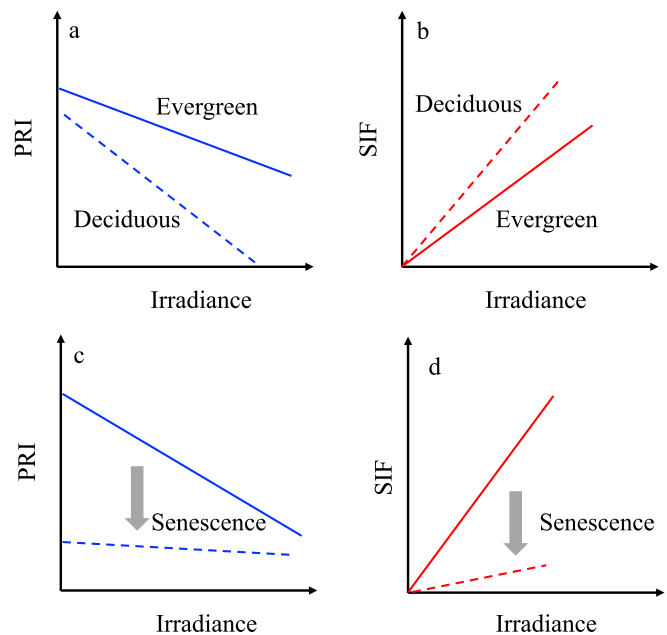 a
PRI
Evergreen
Deciduous
Irradiance
b
SIF
Deciduous
Evergreen
Irradiance
c
PRI
Senescence
Irradiance
d
SIF
Senescence
Irradiance